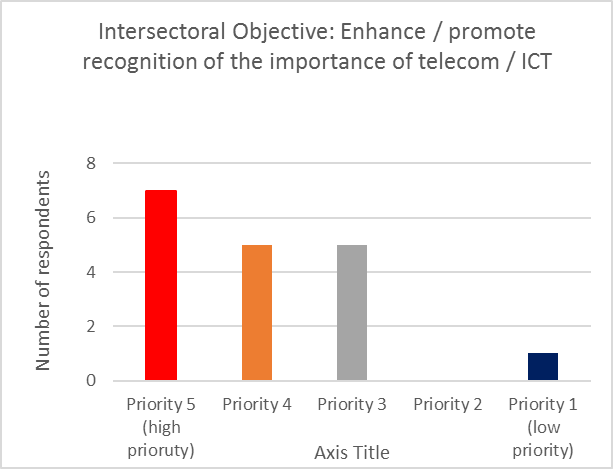 Intersectoral Objective: Enhance / promote
recognition of the importance of telecom / ICT
Number of respondents
8
6
4
2
0
Priority 5
(high
prioruty)
Priority 4
Priority 3
Priority 2
Priority 1
(low
priority)
Axis Title